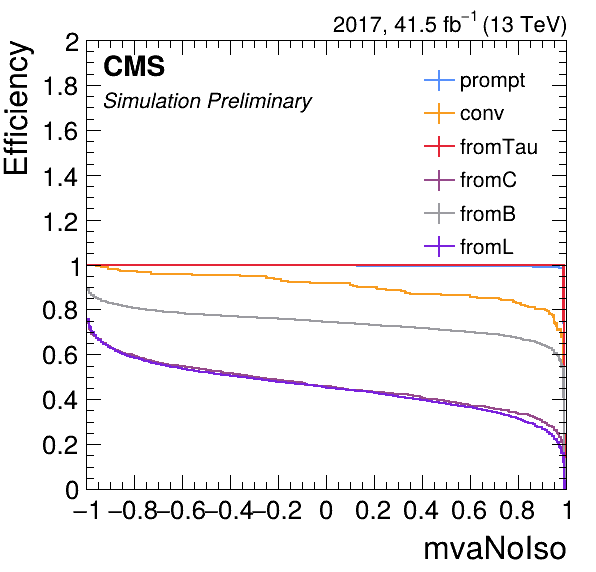 2017, 41.5 fb⁻¹ (13 TeV)
CMS
Simulation Preliminary
Efficiency
prompt
conv
fromTau
fromC
fromB
fromL
2
1.8
1.6
1.4
1.2
1
0.8
0.6
0.4
0.2
0
−1 −0.8 −0.6 −0.4 −0.2 0 0.2 0.4 0.6 0.8 1
mvaNoIso